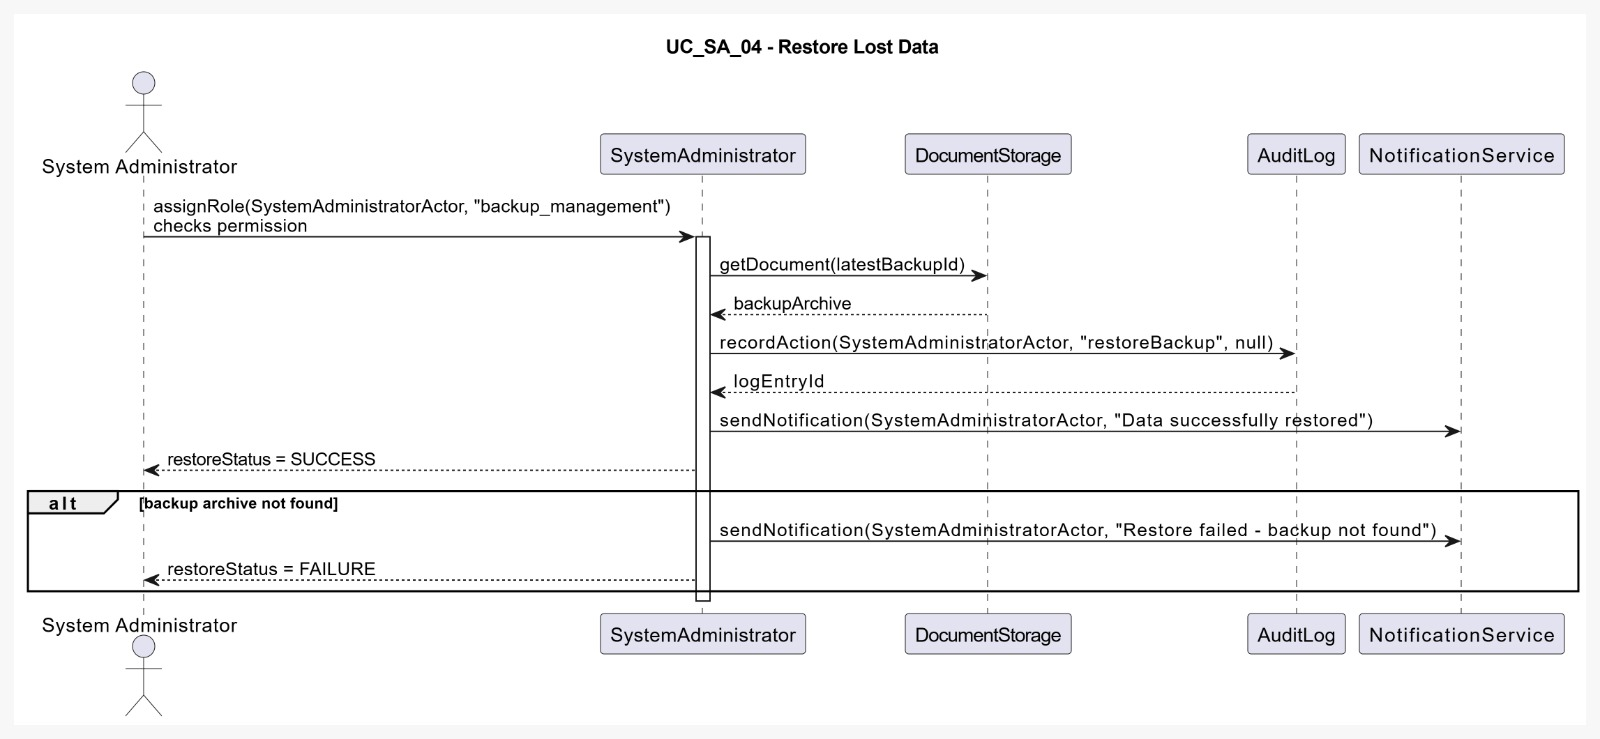 UC_SA_04 - Restore Lost Data
System Administrator
SystemAdministrator
DocumentStorage
AuditLog
NotificationService
assignRole(SystemAdministratorActor, "backup_management")
checks permission
getDocument(latestBackupId)
backupArchive
recordAction(SystemAdministratorActor, "restoreBackup", null)
logEntryId
sendNotification(SystemAdministratorActor, "Data successfully restored")
restoreStatus = SUCCESS
alt
[backup archive not found]
sendNotification(SystemAdministratorActor, "Restore failed - backup not found")
restoreStatus = FAILURE
System Administrator
SystemAdministrator
DocumentStorage
AuditLog
NotificationService